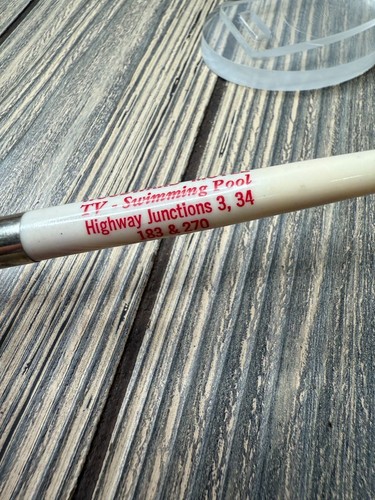 TV - Swimming Pool
Highway Junctions 3, 34
183 & 270